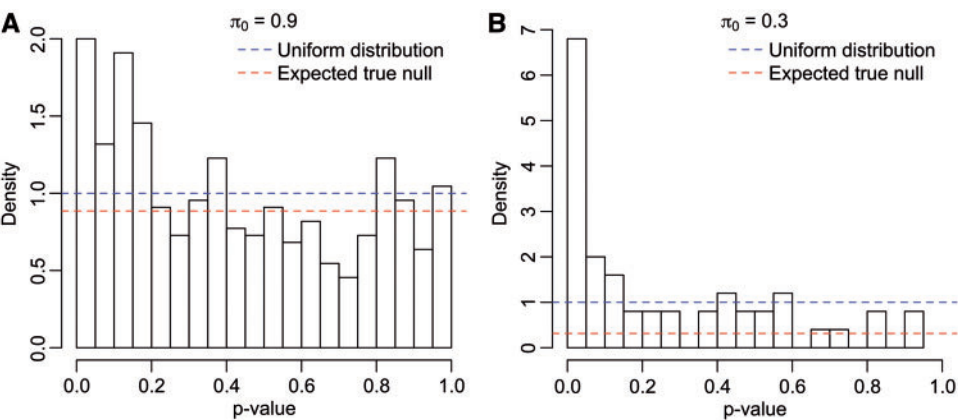 A
π0 = 0.9
Uniform distribution
Expected true null
Density
2.0
1.5
1.0
0.5
0.0
0.0 0.2 0.4 0.6 0.8 1.0
p-value
B
π0 = 0.3
Uniform distribution
Expected true null
Density
7
6
5
4
3
2
1
0
0.0 0.2 0.4 0.6 0.8 1.0
p-value